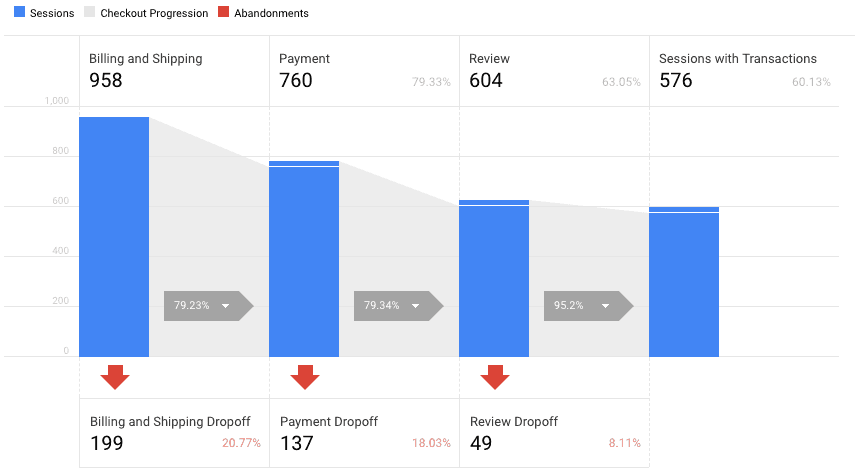 Sessions Checkout Progression Abandonments
Billing and Shipping Payment Review Sessions with Transactions
958 760 79.33% 604 63.05% 576 60.13%
1,000
800
600
400
200
0
79.23% 79.34% 95.2%
Billing and Shipping Dropoff Payment Dropoff Review Dropoff
199 20.77% 137 18.03% 49 8.11%